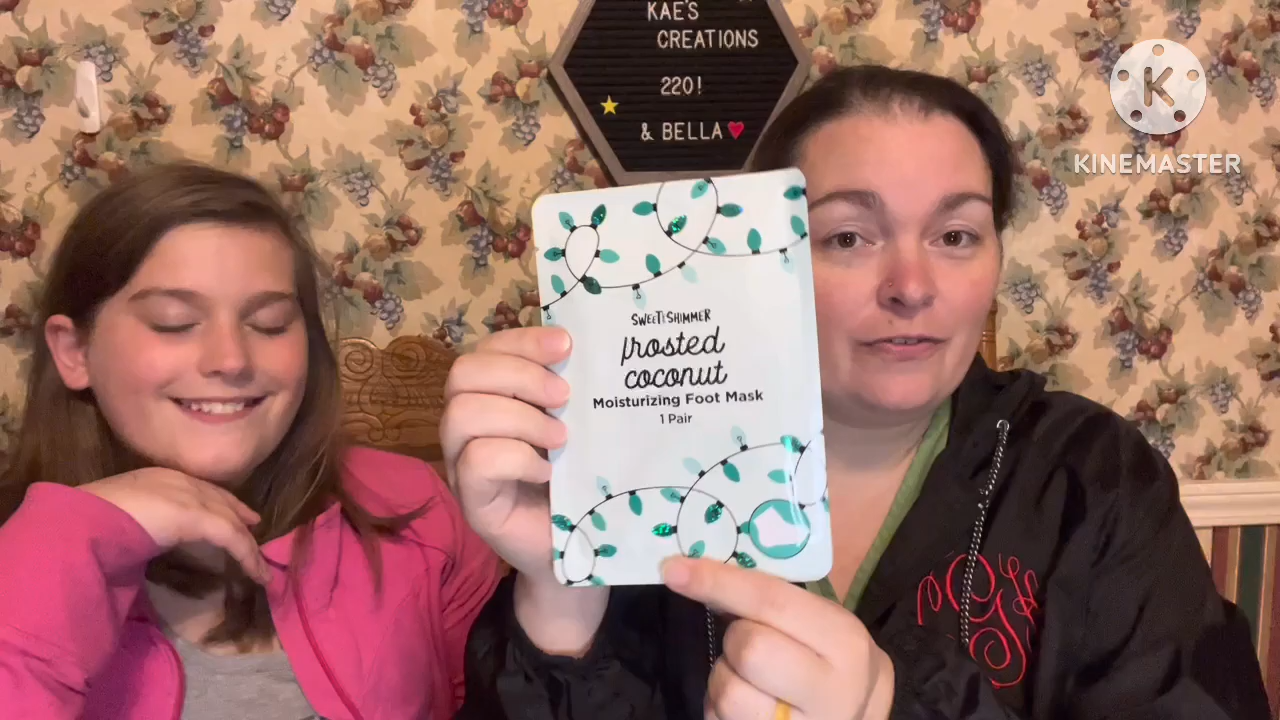 KAE'S
CREATIONS
220!
& BELLA
K
KINEMASTER
SWEET & SHIMMER
frosted
coconut
Moisturizing Foot Mask
1 Pair